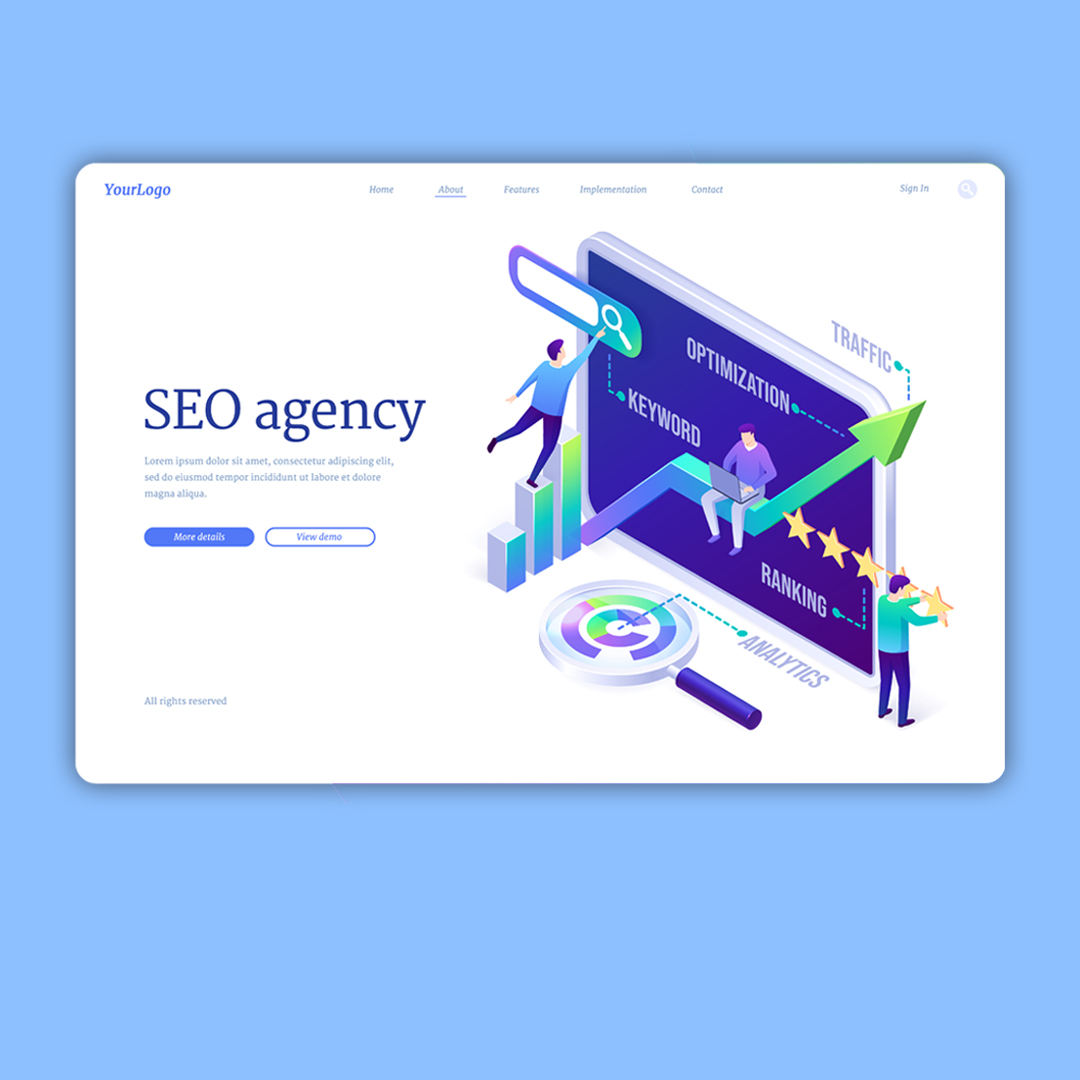 YourLogo
Home
About
Features
Implementation
Contact
Sign In
TRAFFIC
OPTIMIZATION
KEYWORD
SEO agency
Lorem ipsum dolor sit amet, consectetur adipiscing elit,
sed do eiusmod tempor incididunt ut labore et dolore
magna aliqua.
More details
View demo
RANKING
ANALYTICS
All rights reserved